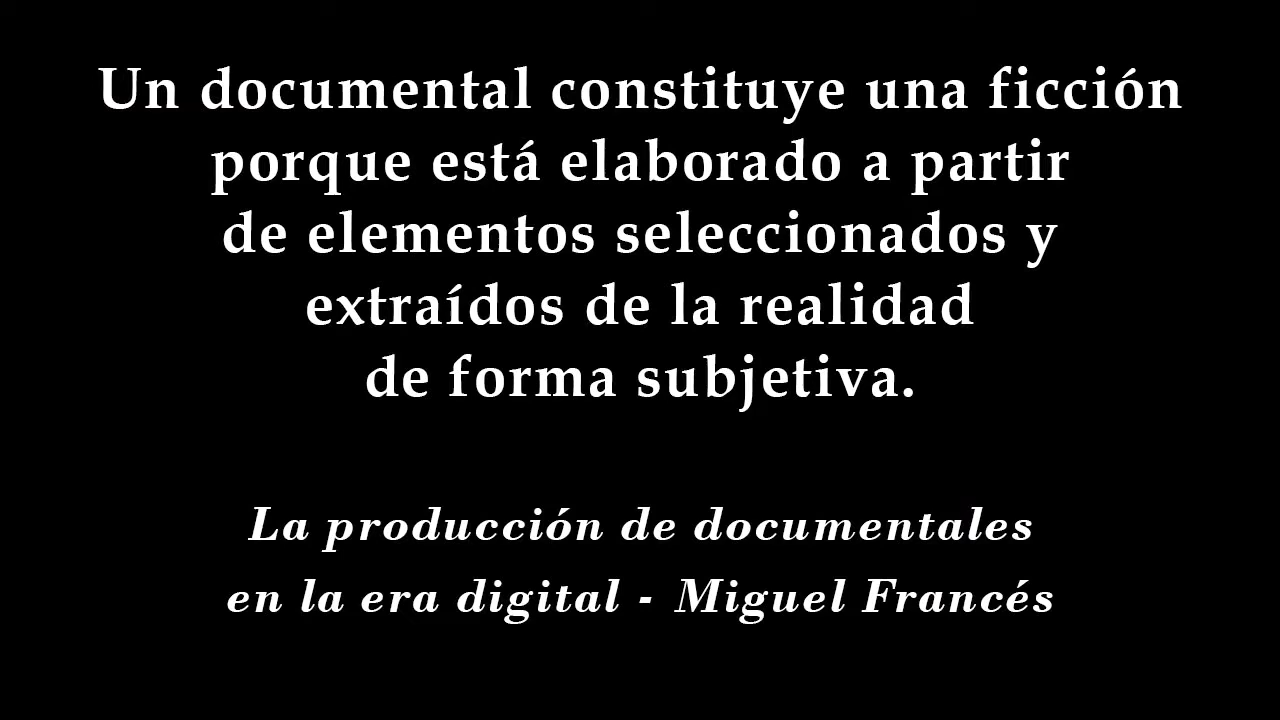 Un documental constituye una ficción
porque está elaborado a partir
de elementos seleccionados y
extraídos de la realidad
de forma subjetiva.
La producción de documentales
en la era digital - Miguel Francés